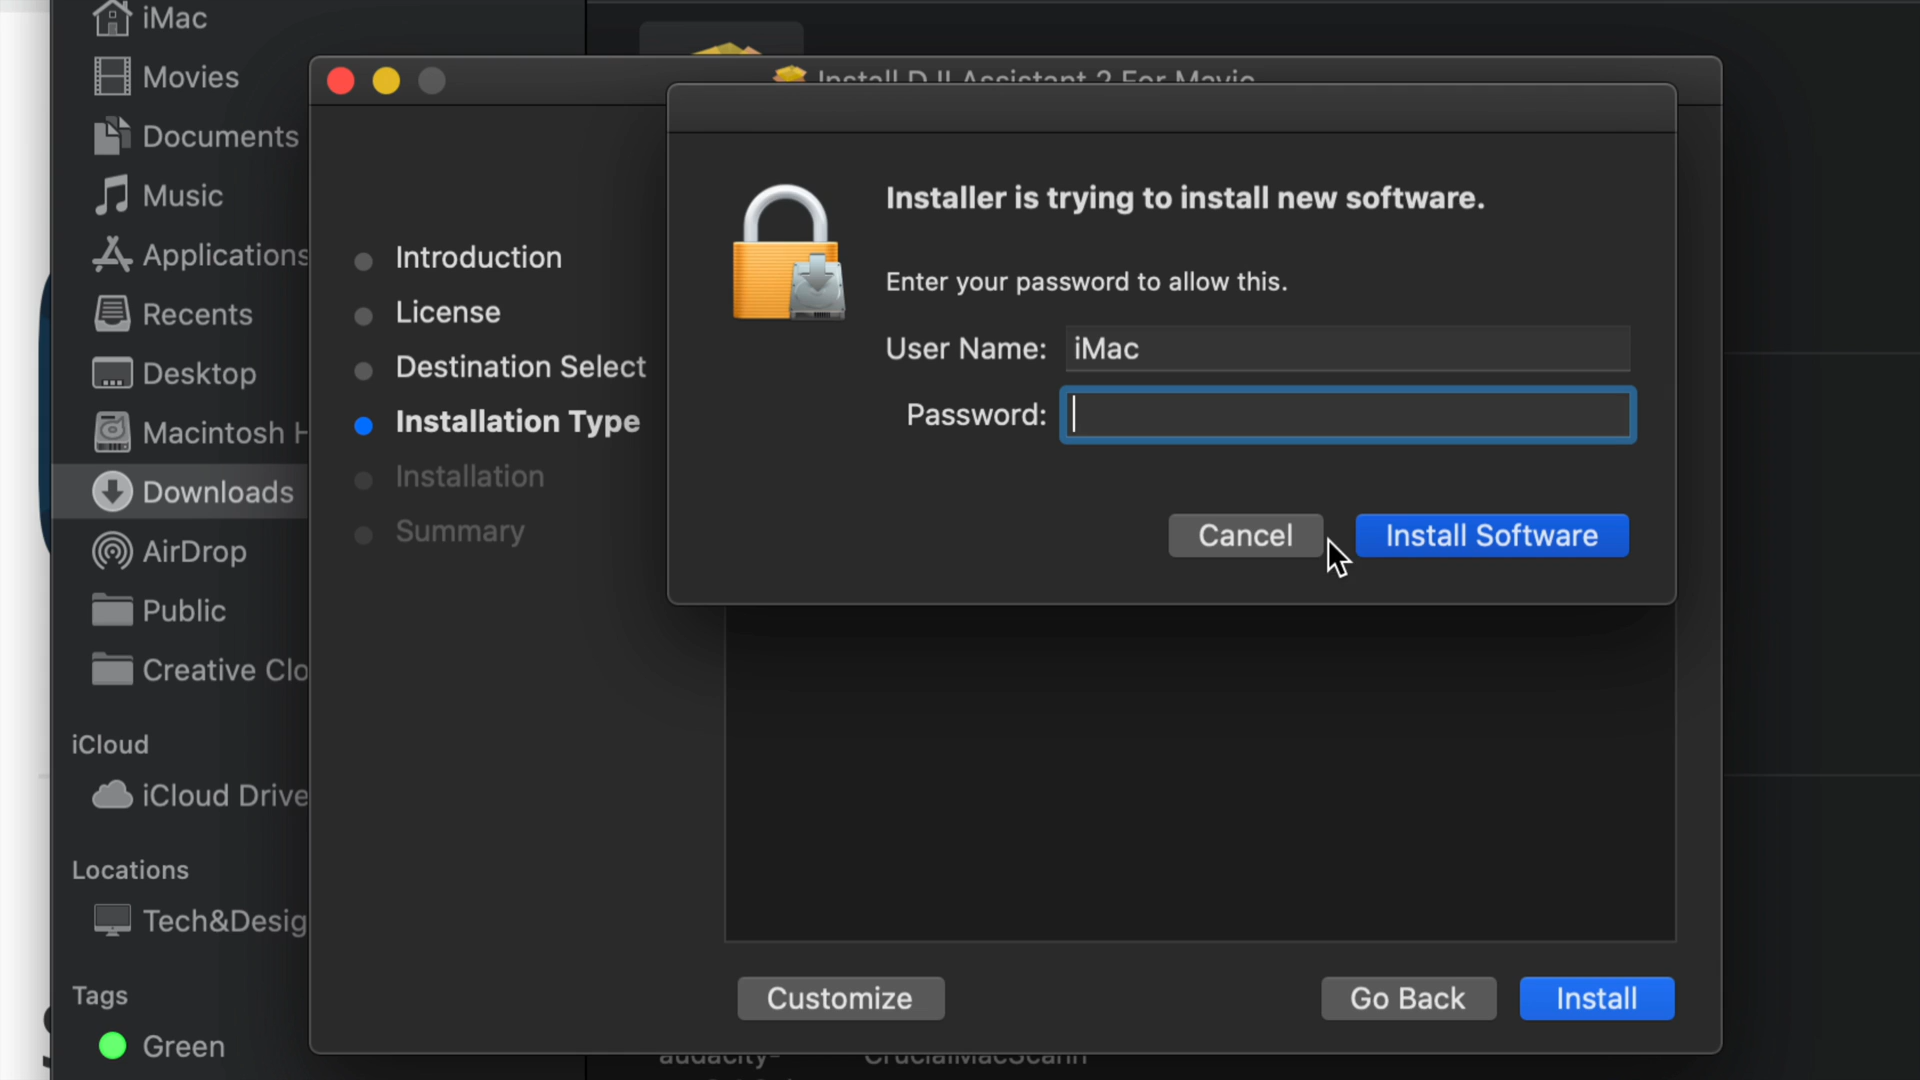 iMac
Movies
Documents
Music
Applications
Recents
Desktop
Macintosh H
Downloads
AirDrop
Public
Creative Clo
iCloud
iCloud Drive
Locations
Tech&Desig
Tags
Green
Install DJI Assistant 2 For Mavic
Introduction
License
Destination Select
Installation Type
Installation
Summary
Installer is trying to install new software.
Enter your password to allow this.
User Name: iMac
Password:
Cancel Install Software
Customize Go Back Install
audacity- CrucialMacScann